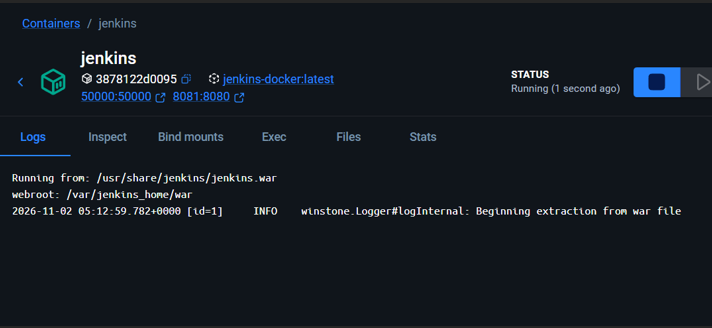 Containers / jenkins
jenkins
3878122d0095 jenkins-docker:latest
50000:50000 8081:8080
STATUS
Running (1 second ago)
Logs Inspect Bind mounts Exec Files Stats
Running from: /usr/share/jenkins/jenkins.war
webroot: /var/jenkins_home/war
2026-11-02 05:12:59.782+0000 [id=1] INFO winstone.Logger#logInternal: Beginning extraction from war file